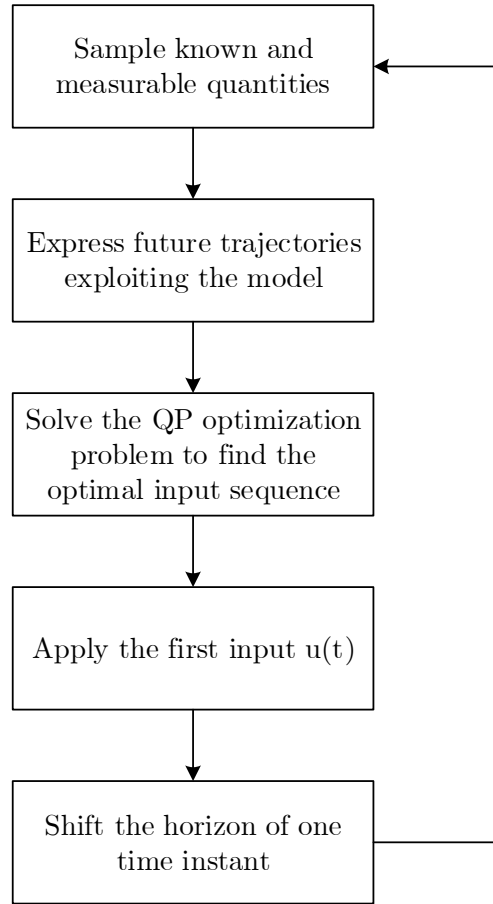 Sample known and
measurable quantities
Express future trajectories
exploiting the model
Solve the QP optimization
problem to find the
optimal input sequence
Apply the first input u(t)
Shift the horizon of one
time instant